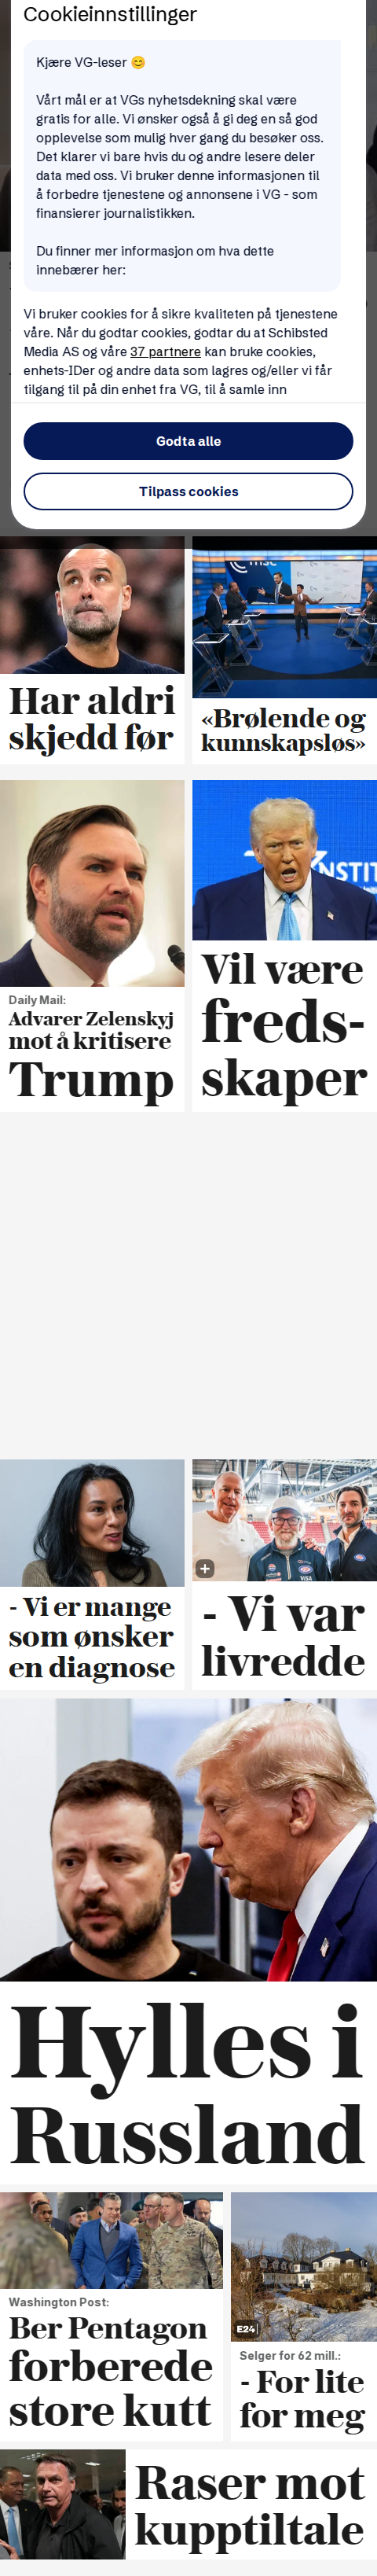 Cookieinnstillinger
Kjære VG-leser 😊
Vårt mål er at VGs nyhetsdekning skal være
gratis for alle. Vi ønsker også å gi deg en så god
opplevelse som mulig hver gang du besøker oss.
Det klarer vi bare hvis du og andre lesere deler
data med oss. Vi bruker denne informasjonen til
å forbedre tjenestene og annonsene i VG - som
finansierer journalistikken.
Du finner mer informasjon om hva dette
innebærer her:
Vi bruker cookies for å sikre kvaliteten på tjenestene
våre. Når du godtar cookies, godtar du at Schibsted
Media AS og våre 37 partnere kan bruke cookies,
enhets-IDer og andre data som lagres og/eller vi får
tilgang til på din enhet fra VG, til å samle inn
Godta alle
Tilpass cookies
Har aldri
skjedd før
«Brølende og
kunnskapsløs»
Daily Mail:
Advarer Zelenskyj
mot å kritisere
Trump
Vil være
freds-
skaper
- Vi er mange
som ønsker
en diagnose
- Vi var
livredde
Hylles i
Russland
Washington Post:
Ber Pentagon
forberede
store kutt
E24
Selger for 62 mill.:
- For lite
for meg
Raser mot
kupptiltale